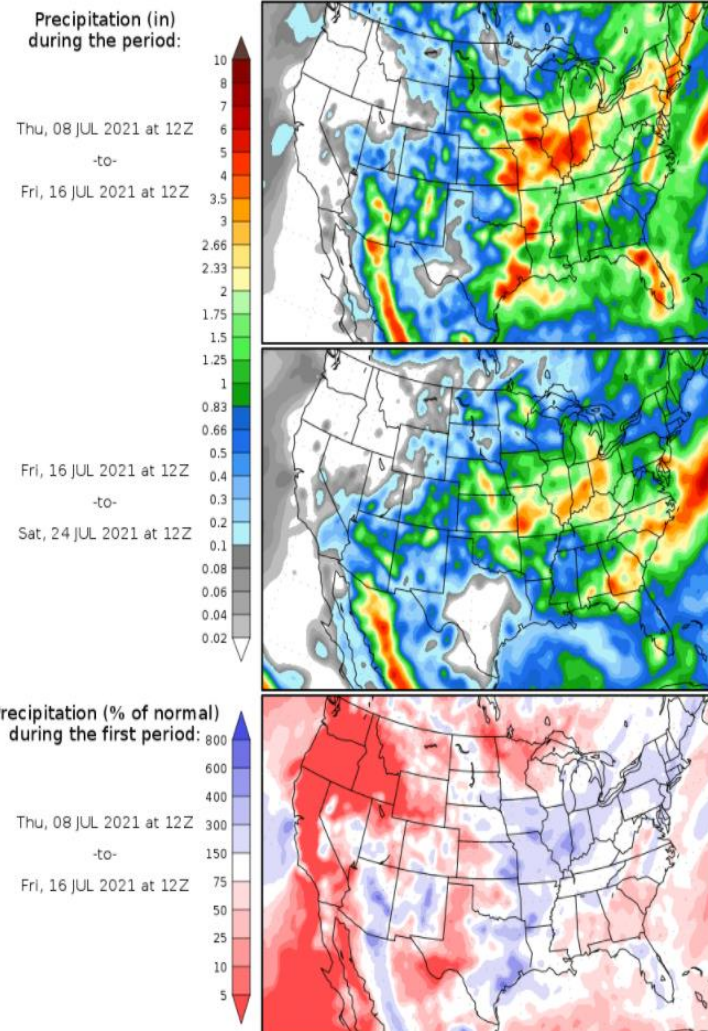 Precipitation (in)
during the period:
10
8
7
6
5
4
3.5
3
2.66
2.33
2
1.75
1.5
1.25
1
0.83
0.66
0.5
0.4
0.3
0.2
0.1
0.08
0.06
0.04
0.02
Thu, 08 JUL 2021 at 12Z
-to-
Fri, 16 JUL 2021 at 12Z
Fri, 16 JUL 2021 at 12Z
-to-
Sat, 24 JUL 2021 at 12Z
recipitation (% of normal)
during the first period:
800
600
400
300
150
75
50
25
10
5
Thu, 08 JUL 2021 at 12Z
-to-
Fri, 16 JUL 2021 at 12Z